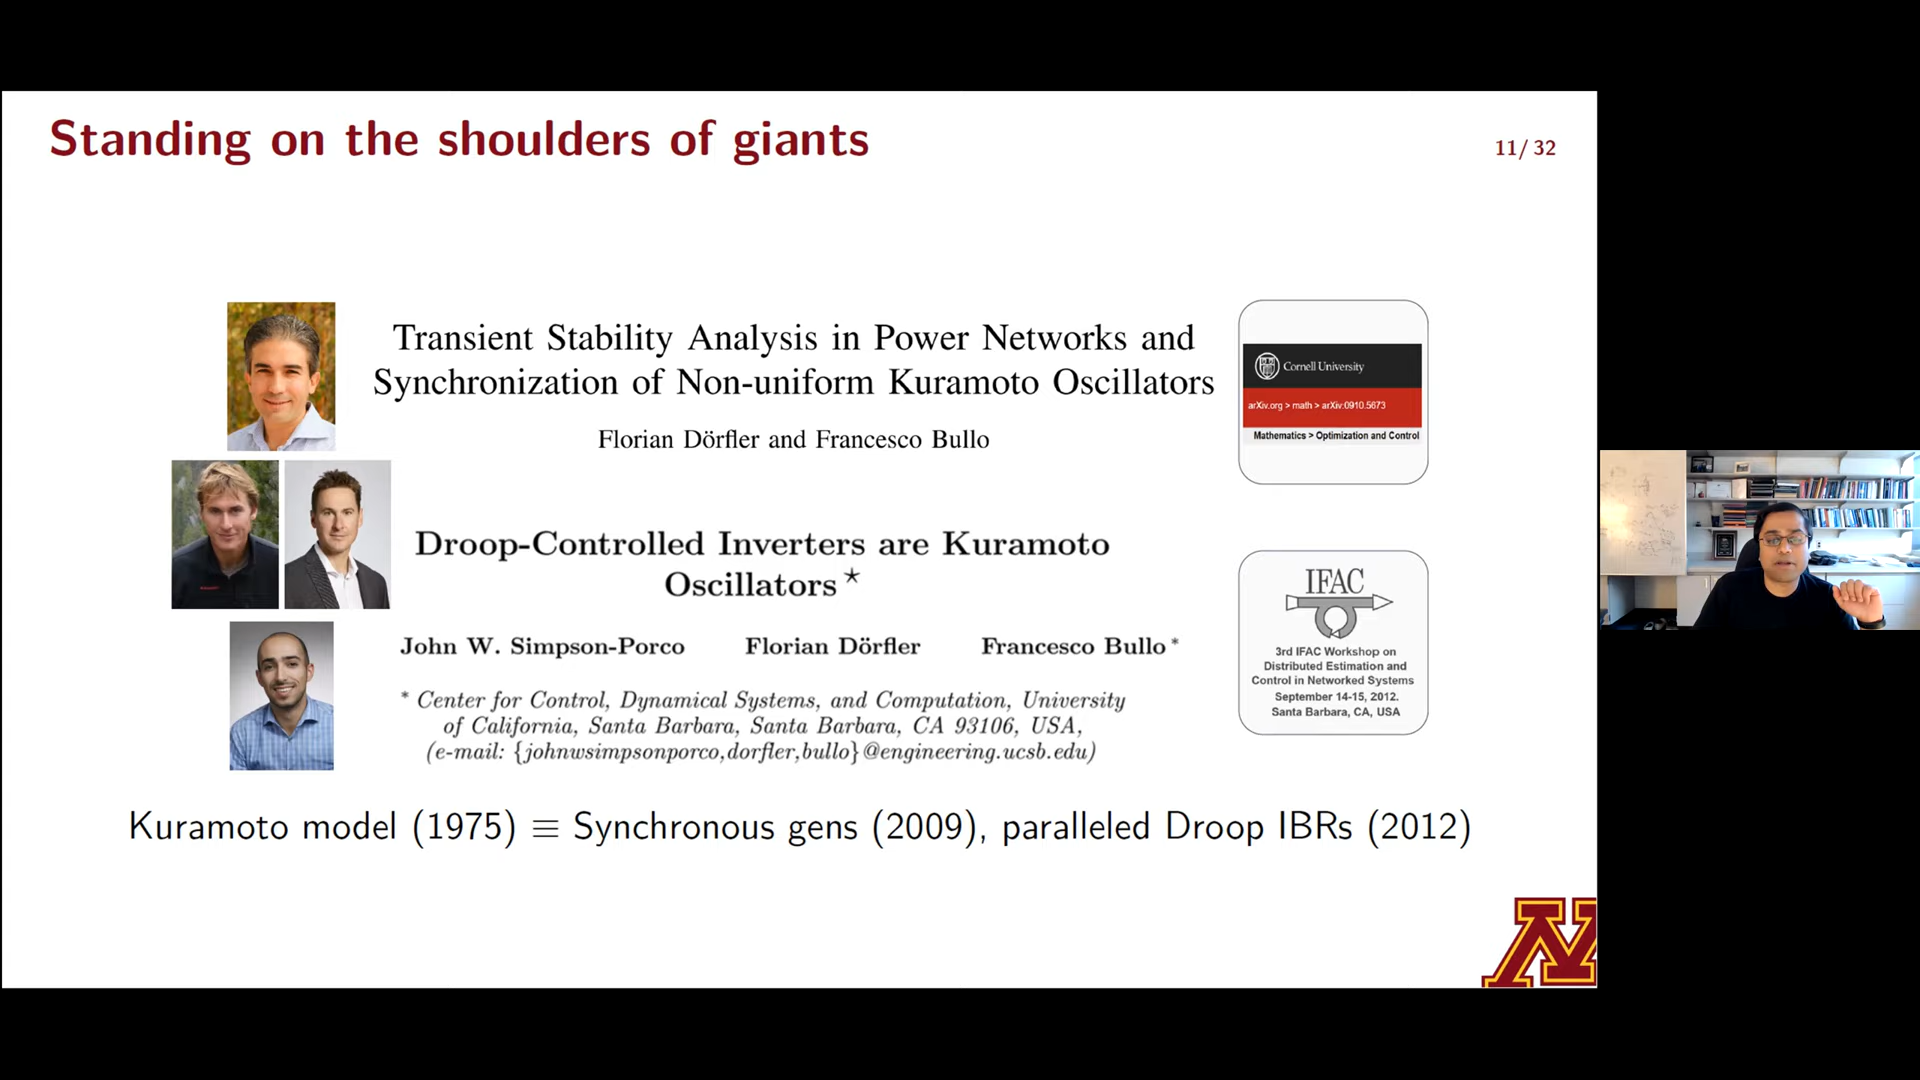 Standing on the shoulders of giants
11/ 32
Transient Stability Analysis in Power Networks and
Synchronization of Non-uniform Kuramoto Oscillators
Florian Dörfler and Francesco Bullo
Cornell University
arXiv.org > math > arXiv:0910.5673
Mathematics > Optimization and Control
Droop-Controlled Inverters are Kuramoto
Oscillators ⋆
John W. Simpson-Porco Florian Dörfler Francesco Bullo *
* Center for Control, Dynamical Systems, and Computation, University
of California, Santa Barbara, Santa Barbara, CA 93106, USA,
(e-mail: {johnwsimpsonporco,dorfler,bullo}@engineering.ucsb.edu)
IFAC
3rd IFAC Workshop on
Distributed Estimation and
Control in Networked Systems
September 14-15, 2012.
Santa Barbara, CA, USA
Kuramoto model (1975) ≡ Synchronous gens (2009), paralleled Droop IBRs (2012)